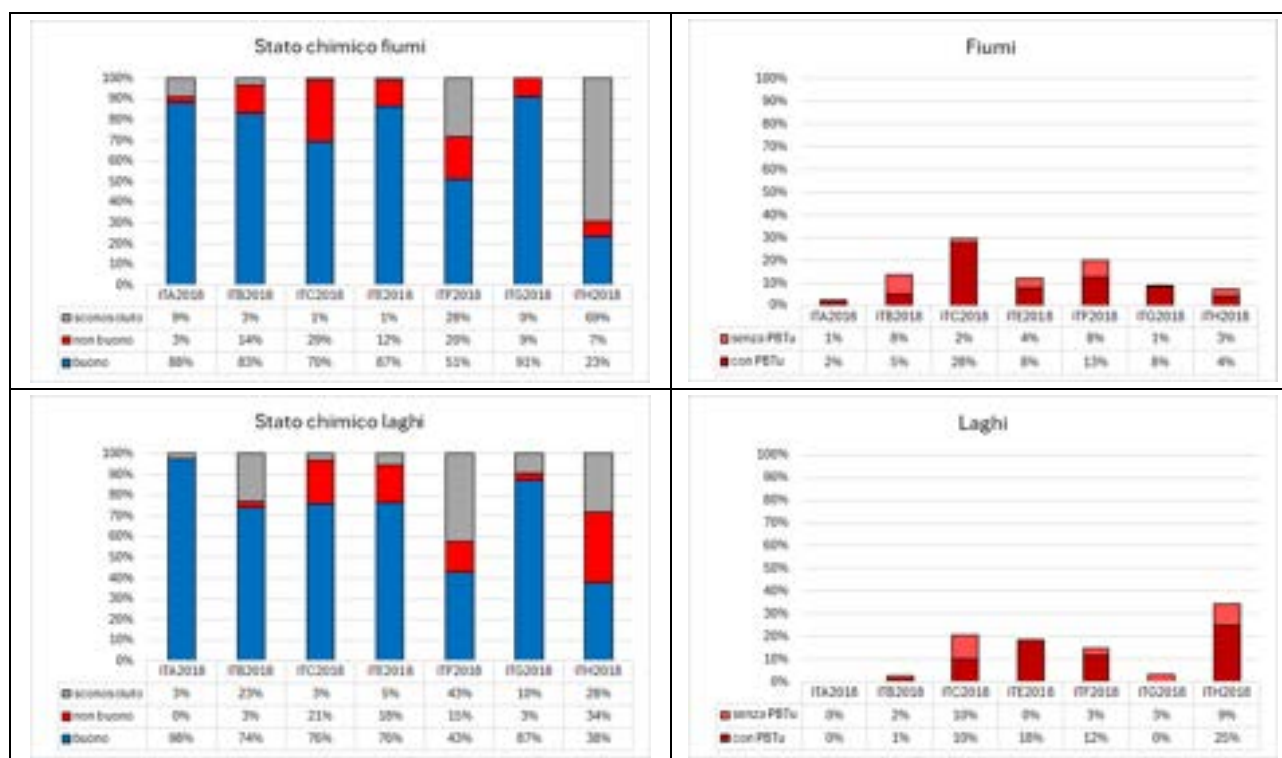 Stato chimico fiumi
100%
90%
80%
70%
60%
50%
40%
30%
20%
10%
0%
ITA2018 ITB2018 ITC2018 ITE2018 ITF2018 ITG2018 ITH2018
sconosciuto 9% 3% 1% 1% 28% 0% 69%
non buono 3% 14% 29% 12% 20% 9% 7%
buono 88% 83% 70% 87% 51% 91% 23%
Fiumi
100%
90%
80%
70%
60%
50%
40%
30%
20%
10%
0%
ITA2018 ITB2018 ITC2018 ITE2018 ITF2018 ITG2018 ITH2018
senza PBTu 1% 8% 2% 4% 8% 1% 3%
con PBTu 2% 5% 28% 8% 13% 8% 4%
Stato chimico laghi
100%
90%
80%
70%
60%
50%
40%
30%
20%
10%
0%
ITA2018 ITB2018 ITC2018 ITE2018 ITF2018 ITG2018 ITH2018
sconosciuto 3% 23% 3% 5% 43% 10% 28%
non buono 0% 3% 21% 18% 15% 3% 34%
buono 98% 74% 76% 76% 43% 87% 38%
Laghi
100%
90%
80%
70%
60%
50%
40%
30%
20%
10%
0%
ITA2018 ITB2018 ITC2018 ITE2018 ITF2018 ITG2018 ITH2018
senza PBTu 0% 2% 10% 0% 3% 3% 9%
con PBTu 0% 1% 10% 18% 12% 0% 25%